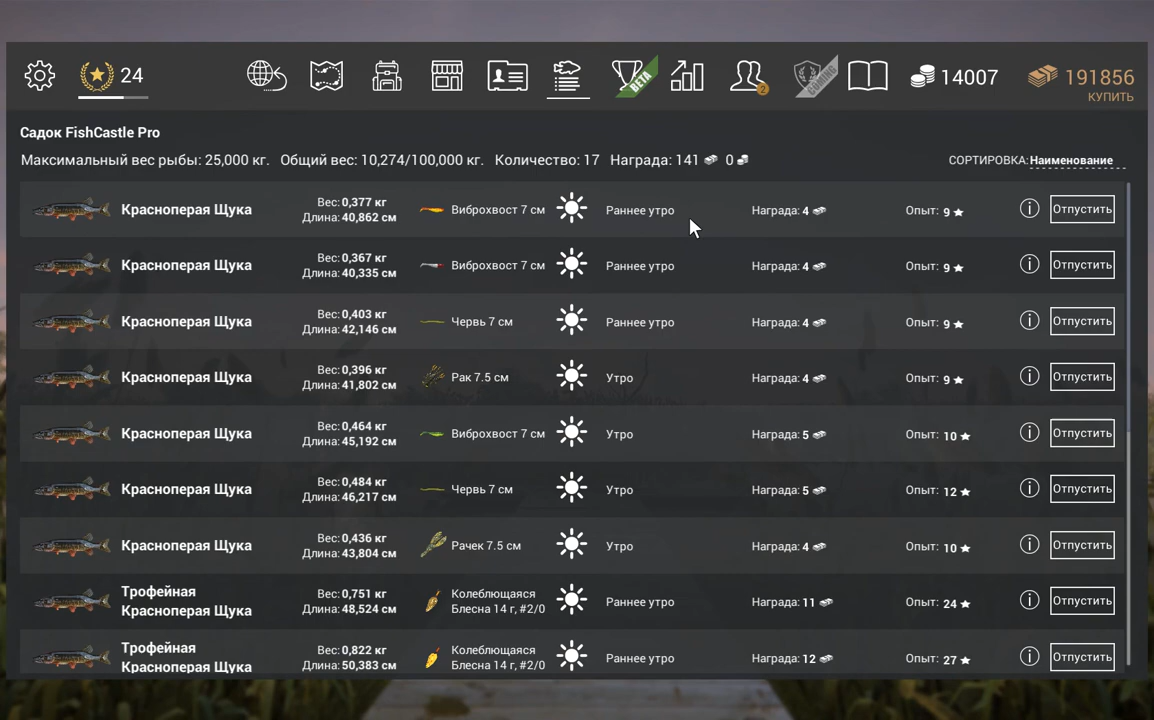 24
BETA
2
COMING
14007
191856
КУПИТЬ
Садок FishCastle Pro
Максимальный вес рыбы: 25,000 кг. Общий вес: 10,274/100,000 кг. Количество: 17 Награда: 141 0
СОРТИРОВКА: Наименование
Красноперая Щука
Вес: 0,377 кг
Длина: 40,862 см
Виброхвост 7 см
Раннее утро
Награда: 4
Опыт: 9
Отпустить
Красноперая Щука
Вес: 0,367 кг
Длина: 40,335 см
Виброхвост 7 см
Раннее утро
Награда: 4
Опыт: 9
Отпустить
Красноперая Щука
Вес: 0,403 кг
Длина: 42,146 см
Червь 7 см
Раннее утро
Награда: 4
Опыт: 9
Отпустить
Красноперая Щука
Вес: 0,396 кг
Длина: 41,802 см
Рак 7.5 см
Утро
Награда: 4
Опыт: 9
Отпустить
Красноперая Щука
Вес: 0,464 кг
Длина: 45,192 см
Виброхвост 7 см
Утро
Награда: 5
Опыт: 10
Отпустить
Красноперая Щука
Вес: 0,484 кг
Длина: 46,217 см
Червь 7 см
Утро
Награда: 5
Опыт: 12
Отпустить
Красноперая Щука
Вес: 0,436 кг
Длина: 43,804 см
Рачек 7.5 см
Утро
Награда: 4
Опыт: 10
Отпустить
Трофейная
Красноперая Щука
Вес: 0,751 кг
Длина: 48,524 см
Колеблющаяся
Блесна 14 г, #2/0
Раннее утро
Награда: 11
Опыт: 24
Отпустить
Трофейная
Красноперая Щука
Вес: 0,822 кг
Длина: 50,383 см
Колеблющаяся
Блесна 14 г, #2/0
Раннее утро
Награда: 12
Опыт: 27
Отпустить